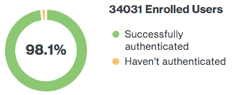 34031 Enrolled Users
98.1%
Successfully
authenticated
Haven't authenticated